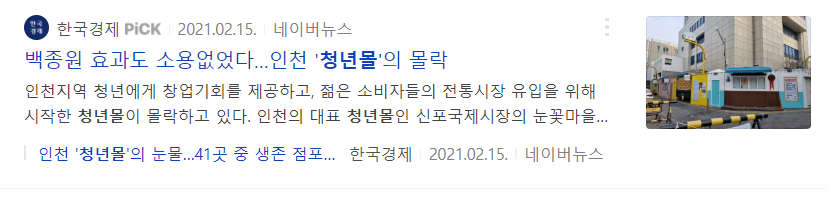 한국경제 한국경제 PiCK 2021.02.15. 네이버뉴스
백종원 효과도 소용없었다...인천 '청년몰'의 몰락
인천지역 청년에게 창업기회를 제공하고, 젊은 소비자들의 전통시장 유입을 위해
시작한 청년몰이 몰락하고 있다. 인천의 대표 청년몰인 신포국제시장의 눈꽃마을...
인천 '청년몰'의 눈물...41곳 중 생존 점포... 한국경제 2021.02.15. 네이버뉴스